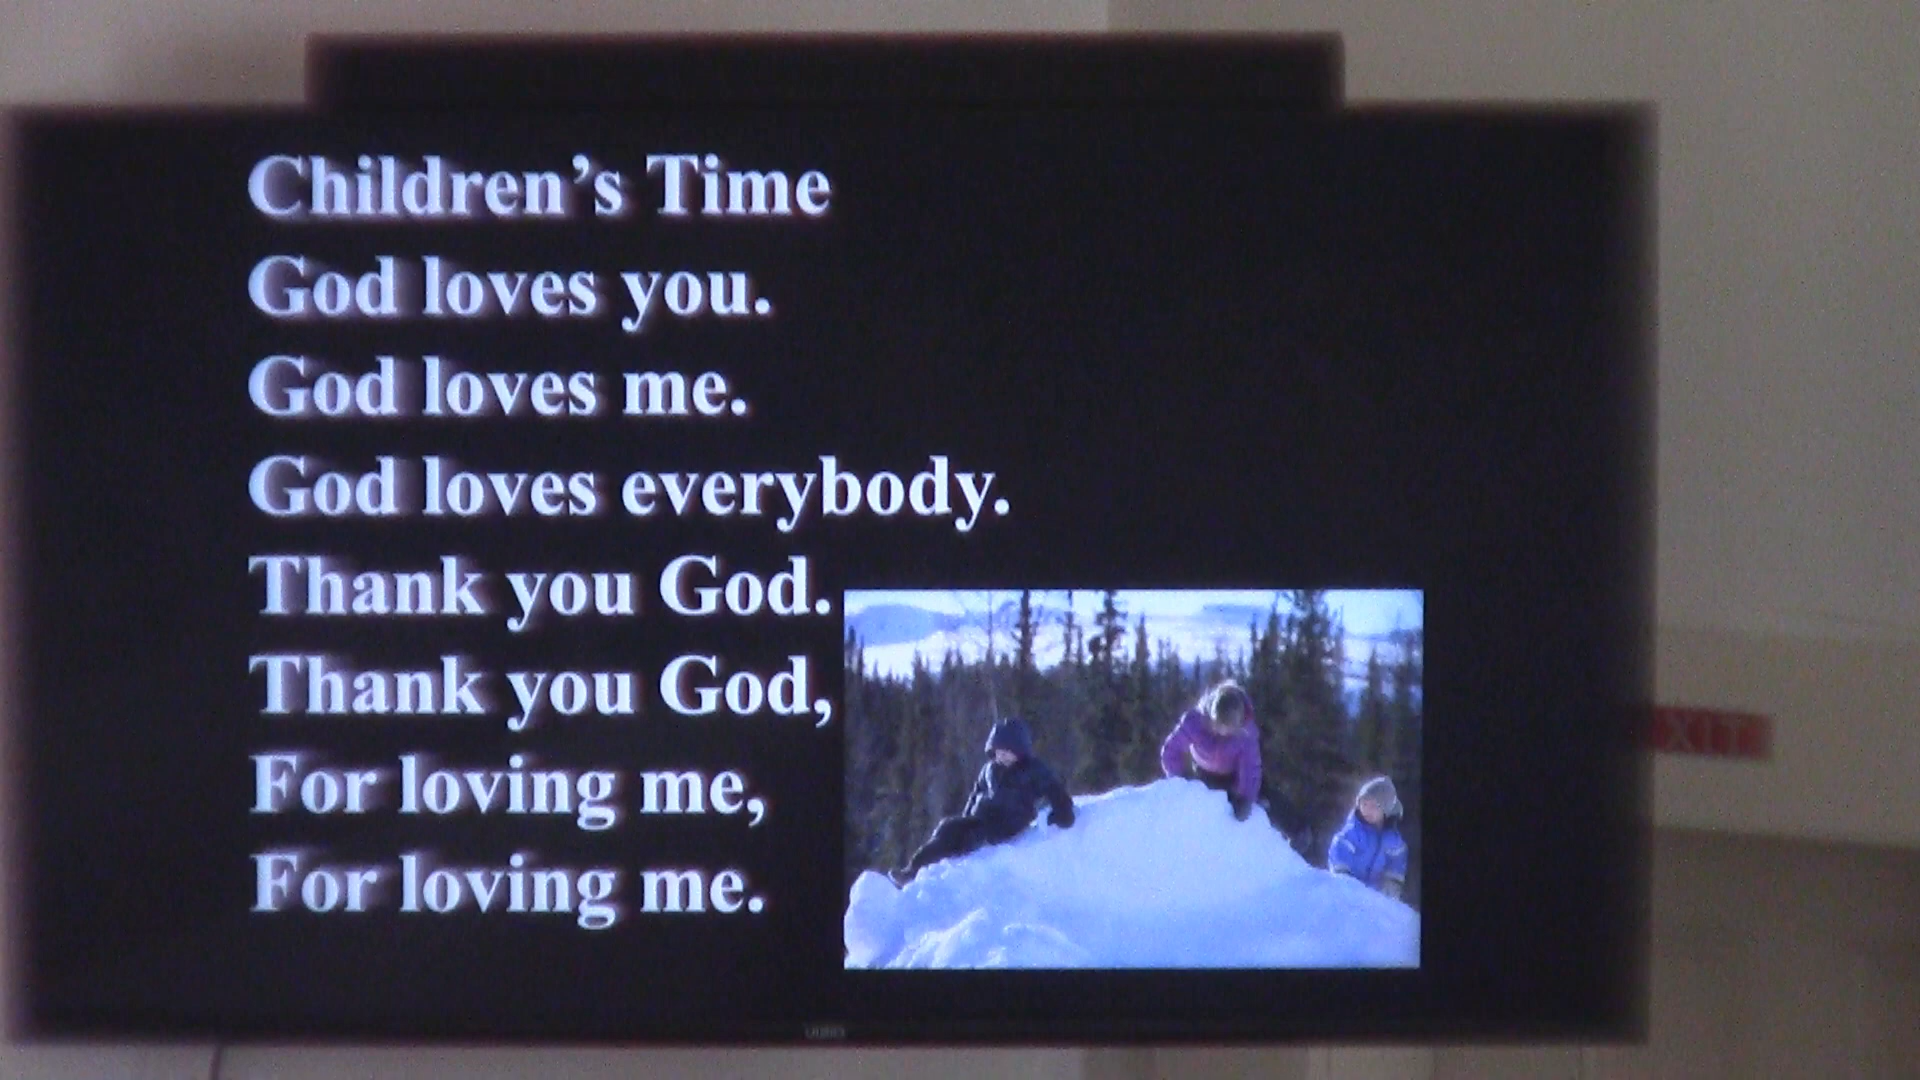 Children’s Time
God loves you.
God loves me.
God loves everybody.
Thank you God.
Thank you God,
For loving me,
For loving me.
EXIT